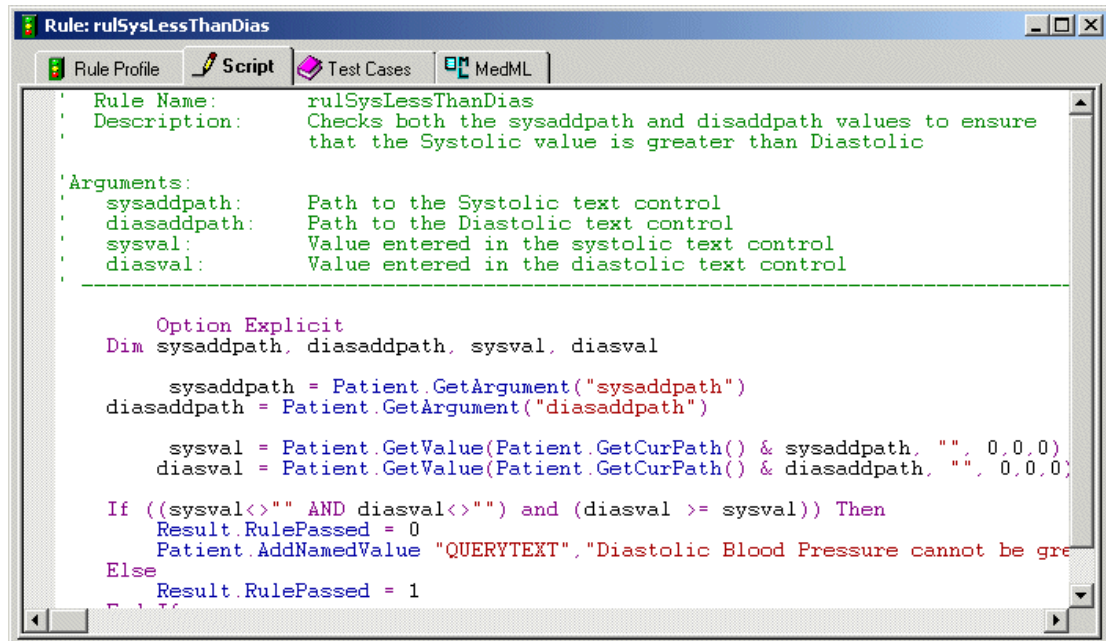 Rule: rulSysLessThanDias
Rule Profile Script Test Cases MedML
' Rule Name: rulSysLessThanDias
' Description: Checks both the sysaddpath and disaddpath values to ensure
' that the Systolic value is greater than Diastolic
'Arguments:
' sysaddpath: Path to the Systolic text control
' diasaddpath: Path to the Diastolic text control
' sysval: Value entered in the systolic text control
' diasval: Value entered in the diastolic text control
' ----------------------------------------------------------------------
Option Explicit
Dim sysaddpath, diasaddpath, sysval, diasval
sysaddpath = Patient.GetArgument("sysaddpath")
diasaddpath = Patient.GetArgument("diasaddpath")
sysval = Patient.GetValue(Patient.GetCurPath() & sysaddpath, "", 0,0,0)
diasval = Patient.GetValue(Patient.GetCurPath() & diasaddpath, "", 0,0,0)
If ((sysval<>"" AND diasval<>"") and (diasval >= sysval)) Then
Result.RulePassed = 0
Patient.AddNamedValue "QUERYTEXT","Diastolic Blood Pressure cannot be gre
Else
Result.RulePassed = 1
End If